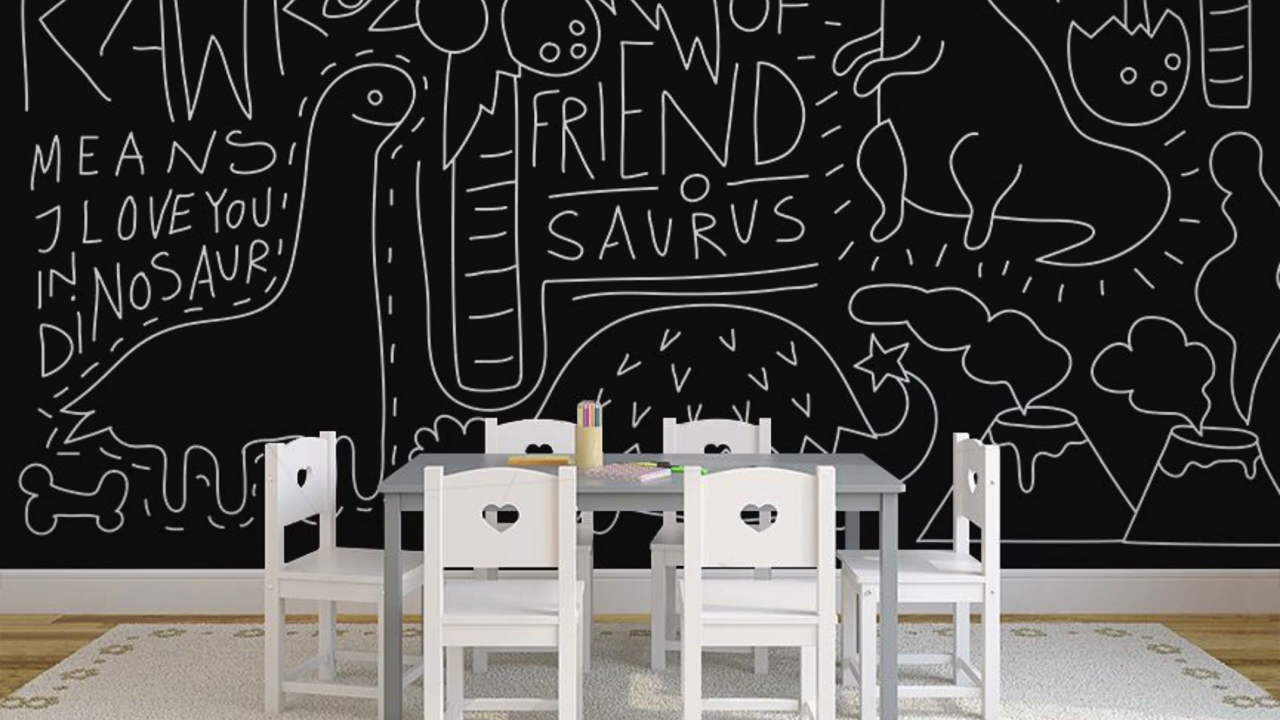 RAWR
MEANS
I LOVE YOU
IN
DINOSAUR!
OF
FRIEND
O
SAURUS